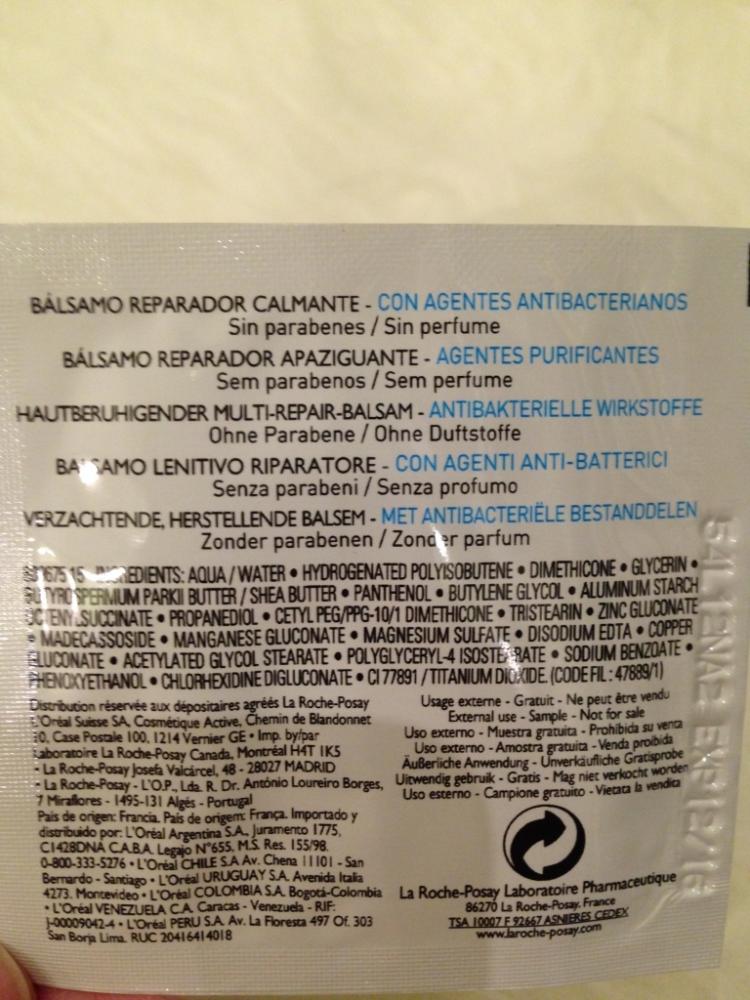 BÁLSAMO REPARADOR CALMANTE - CON AGENTES ANTIBACTERIANOS
Sin parabenes / Sin perfume
BÁLSAMO REPARADOR APAZIGUANTE - AGENTES PURIFICANTES
Sem parabenos / Sem perfume
HAUTBERUHIGENDER MULTI-REPAIR-BALSAM - ANTIBAKTERIELLE WIRKSTOFFE
Ohne Parabene / Ohne Duftstoffe
BALSAMO LENITIVO RIPARATORE - CON AGENTI ANTI-BATTERICI
Senza parabeni / Senza profumo
VERZACHTENDE, HERSTELLENDE BALSEM - MET ANTIBACTERIËLE BESTANDDELEN
Zonder parabenen / Zonder parfum
15 - INGREDIENTS: AQUA / WATER • HYDROGENATED POLYISOBUTENE • DIMETHICONE • GLYCERIN •
BUTYROSPERMUM PARKII BUTTER / SHEA BUTTER • PANTHENOL • BUTYLENE GLYCOL • ALUMINUM STARCH
OCTENYLSUCCINATE • PROPANEDIOL • CETYL PEG/PPG-10/1 DIMETHICONE • TRISTEARIN • ZINC GLUCONATE
• MADECASSOSIDE • MANGANESE GLUCONATE • MAGNESIUM SULFATE • DISODIUM EDTA • COPPER
GLUCONATE • ACETYLATED GLYCOL STEARATE • POLYGLYCERYL-4 ISOSTEARATE • SODIUM BENZOATE •
PHENOXYETHANOL • CHLORHEXIDINE DIGLUCONATE • CI 77891 / TITANIUM DIOXIDE. (CODE FIL : 47889/1)
Distribution réservée aux dépositaires agréés La Roche-Posay
L'Oréal Suisse SA, Cosmétique Active, Chemin de Blandonnet
10, Case Postale 100, 1214 Vernier GE • Imp. by/par
Laboratoire La Roche-Posay Canada, Montréal H4T 1K5
• La Roche-Posay Josefa Valcárcel, 48 - 28027 MADRID
• La Roche-Posay - L'O.P., Lda. R. Dr. António Loureiro Borges,
7 Miraflores - 1495-131 Algés - Portugal
País de origen: Francia. País de origem: França. Importado y
distribuido por: L'Oréal Argentina S.A., Juramento 1775,
C1428DNA C.A.B.A. Legajo N°655. M.S. Res. 155/98.
0-800-333-5276 • L'Oréal CHILE S.A Av. Chena 11101 - San
Bernardo - Santiago • L'Oréal URUGUAY S.A. Avenida Italia
4273. Montevideo • L'Oréal COLOMBIA S.A. Bogotá-Colombia
• L'Oréal VENEZUELA C.A. Caracas - Venezuela - RIF:
J-00009042-4 • L'Oréal PERU S.A. Av. La Floresta 497 Of. 303
San Borja Lima. RUC 20416414018
Usage externe - Gratuit - Ne peut être vendu
External use - Sample - Not for sale
Uso externo - Muestra gratuita - Prohibida su venta
Uso externo - Amostra gratuita - Venda proibida
Äußerliche Anwendung - Unverkäufliche Gratisprobe
Uitwendig gebruik - Gratis - Mag niet verkocht worden
Uso esterno - Campione gratuito - Vietata la vendita
La Roche-Posay Laboratoire Pharmaceutique
86270 La Roche-Posay, France
TSA 10007 F 92667 ASNIERES CEDEX
www.laroche-posay.com